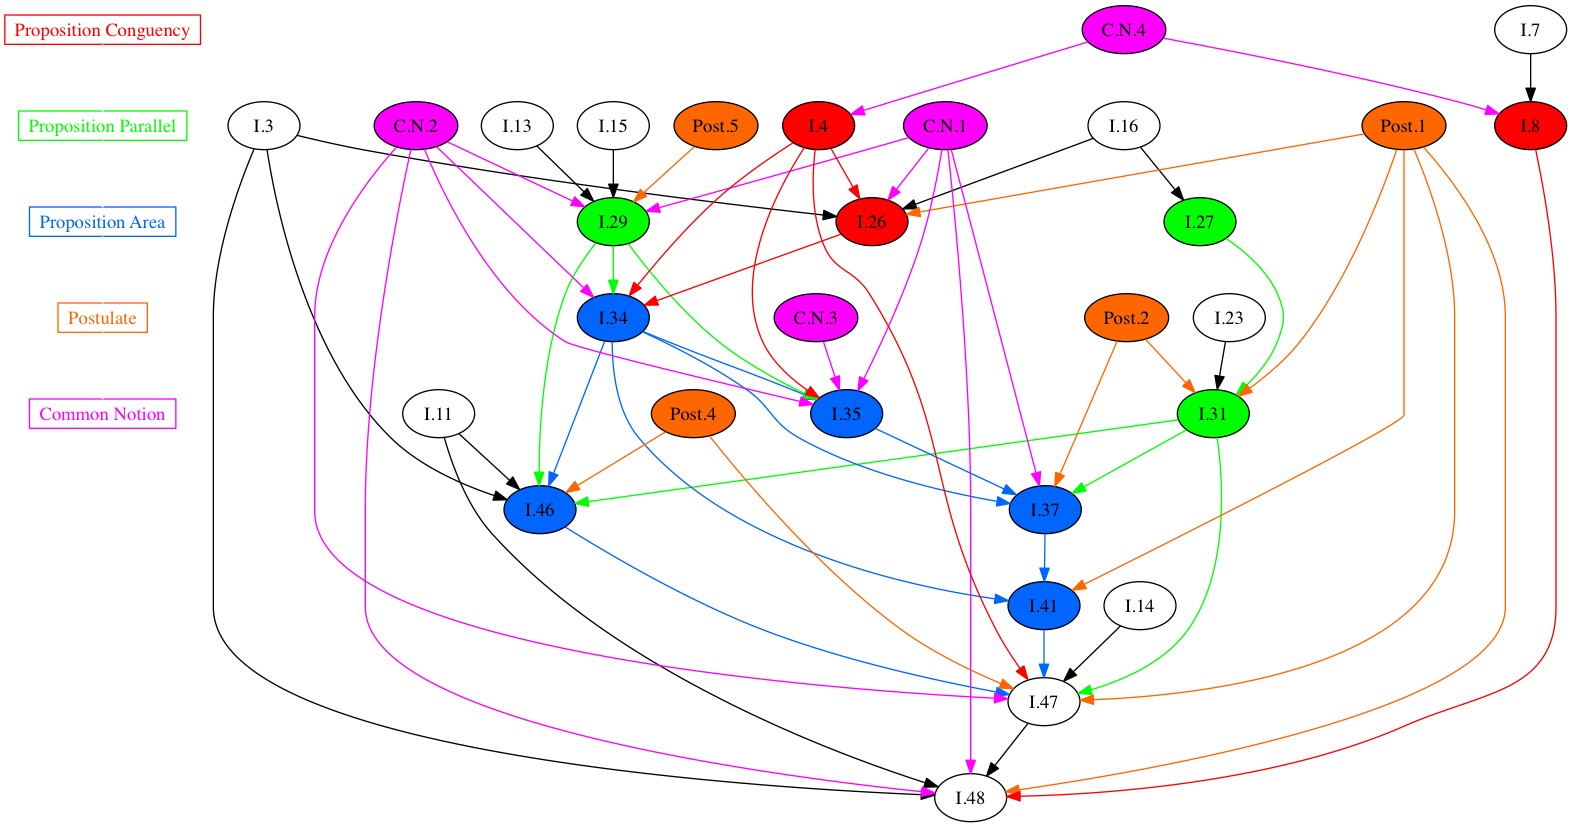 Proposition Conguency
C.N.4
I.7
Proposition Parallel
I.3
C.N.2
I.13
I.15
Post.5
I.4
C.N.1
I.16
Post.1
I.8
Proposition Area
I.29
I.26
I.27
Postulate
I.34
C.N.3
Post.2
I.23
Common Notion
I.11
Post.4
I.35
I.31
I.46
I.37
I.41
I.14
I.47
I.48